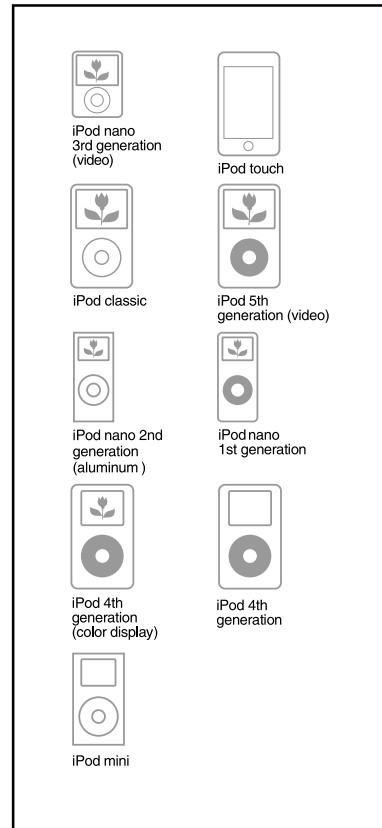 iPod nano
3rd generation
(video)
iPod touch
iPod classic
iPod 5th
generation (video)
iPod nano 2nd
generation
(aluminum )
iPod nano
1st generation
iPod 4th
generation
(color display)
iPod 4th
generation
iPod mini